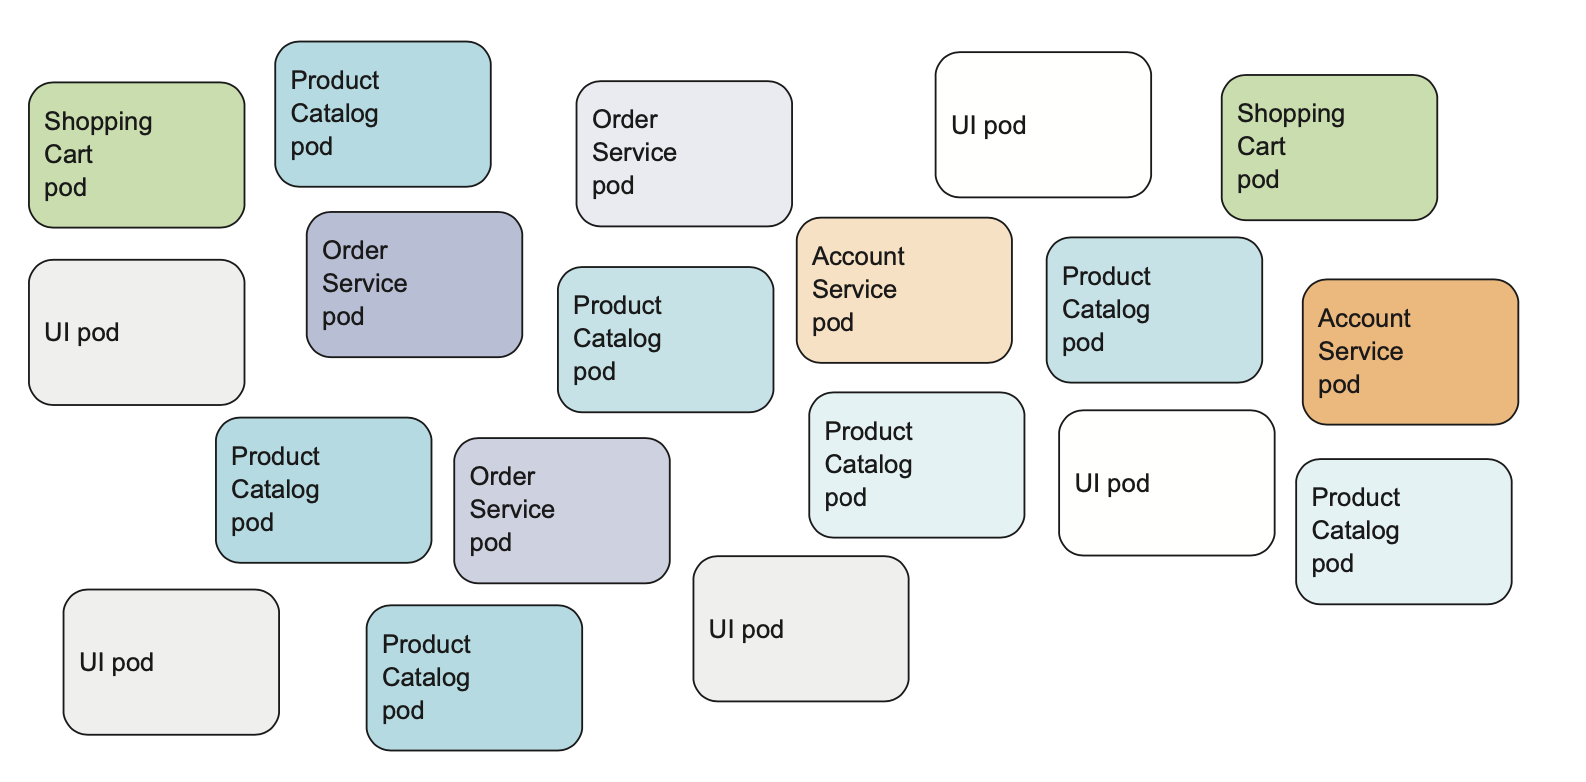 Shopping
Cart
pod
Product
Catalog
pod
Order
Service
pod
UI pod
Shopping
Cart
pod
UI pod
Order
Service
pod
Product
Catalog
pod
Account
Service
pod
Product
Catalog
pod
Account
Service
pod
Product
Catalog
pod
Order
Service
pod
Product
Catalog
pod
UI pod
Product
Catalog
pod
UI pod
Product
Catalog
pod
UI pod